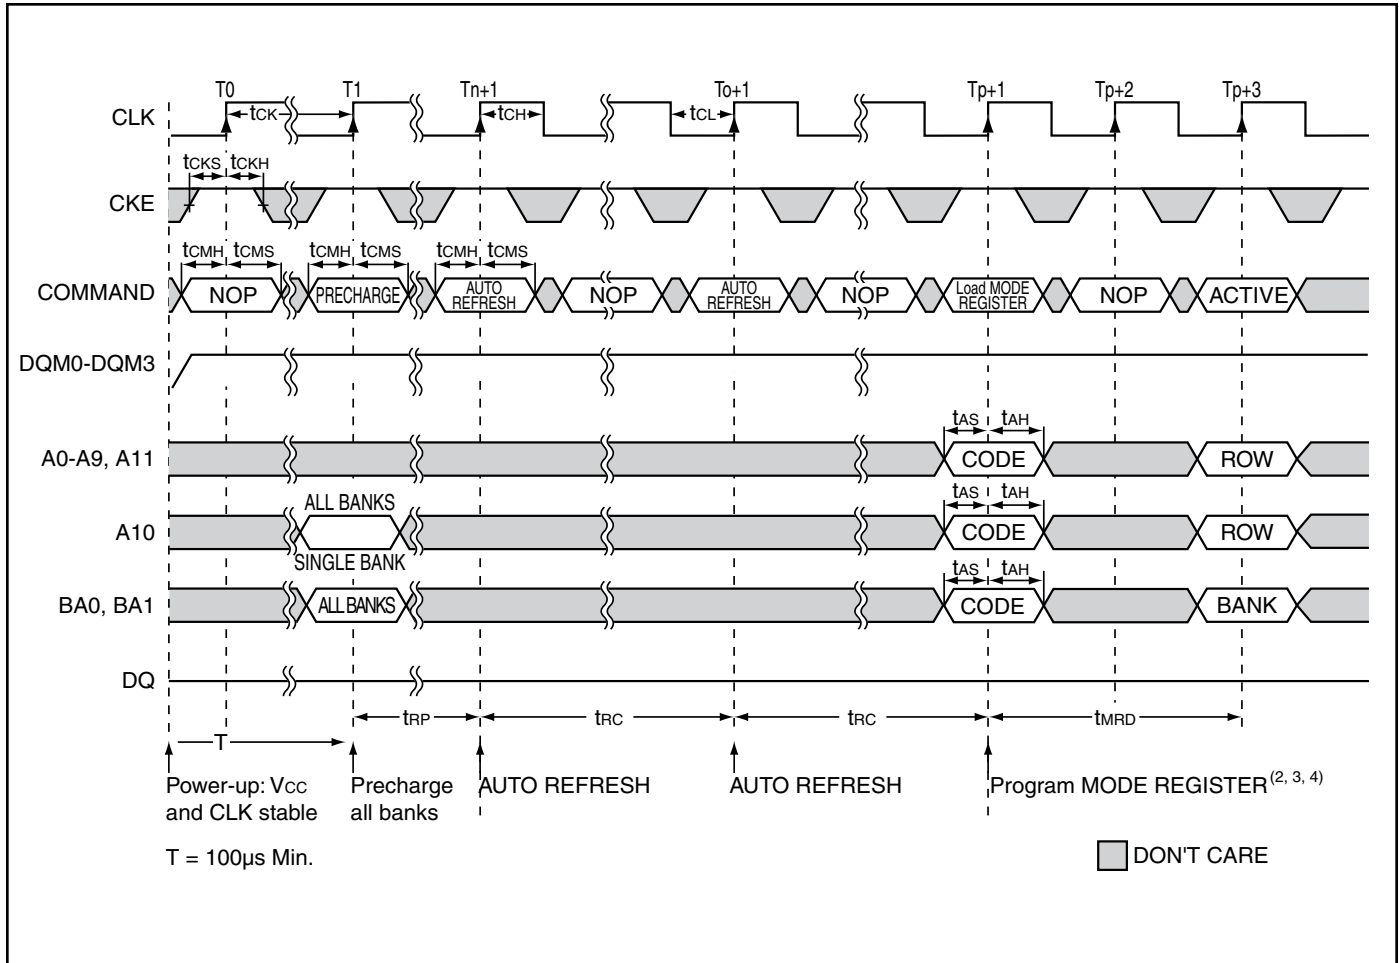 T0 T1 Tn+1 To+1 Tp+1 Tp+2 Tp+3
CLK tCK tCH tCL
tCKS tCKH
CKE
tCMH tCMS tCMH tCMS tCMH tCMS
COMMAND NOP PRECHARGE AUTO REFRESH NOP AUTO REFRESH NOP Load MODE REGISTER NOP ACTIVE
DQM0-DQM3
tAS tAH
A0-A9, A11 CODE ROW
ALL BANKS tAS tAH
A10 CODE ROW
SINGLE BANK tAS tAH
BA0, BA1 ALL BANKS CODE BANK
DQ
tRP tRC tRC tMRD
T
Power-up: VCC Precharge AUTO REFRESH AUTO REFRESH Program MODE REGISTER(2, 3, 4)
and CLK stable all banks
T = 100µs Min. DON'T CARE